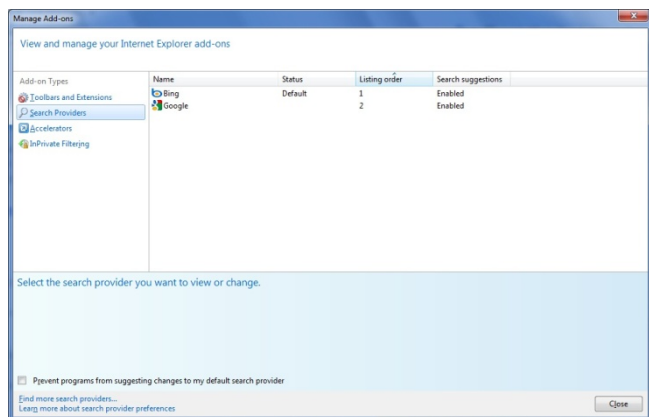 Manage Add-ons
View and manage your Internet Explorer add-ons
Add-on Types
Toolbars and Extensions
Search Providers
Accelerators
InPrivate Filtering
Name Status Listing order Search suggestions
Bing Default 1 Enabled
Google 2 Enabled
Select the search provider you want to view or change.
Prevent programs from suggesting changes to my default search provider
Find more search providers...
Learn more about search provider preferences
Close